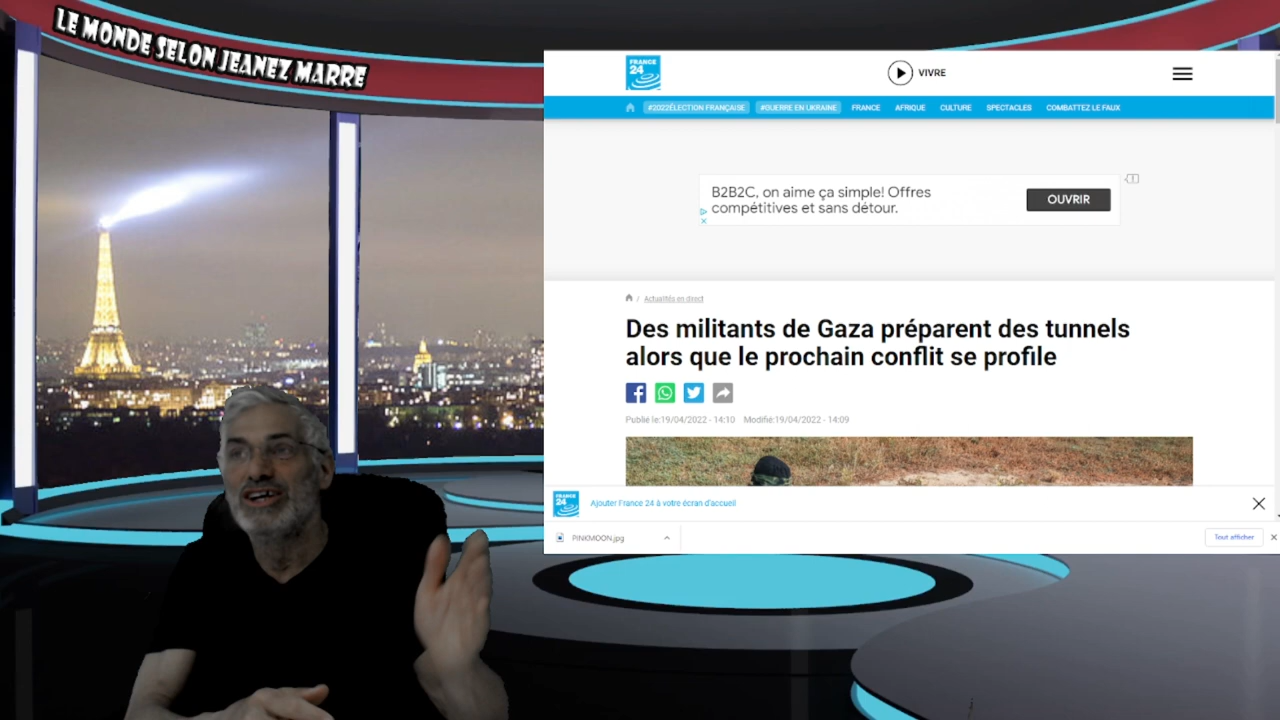 LE MONDE SELON JEANEZ MARRE
FRANCE 24
VIVRE
#2022ÉLECTION FRANÇAISE #GUERRE EN UKRAINE FRANCE AFRIQUE CULTURE SPECTACLES COMBATTEZ LE FAUX
B2B2C, on aime ça simple! Offres
compétitives et sans détour.
OUVRIR
/ Actualités en direct
Des militants de Gaza préparent des tunnels
alors que le prochain conflit se profile
Publié le:19/04/2022 - 14:10 Modifié:19/04/2022 - 14:09
FRANCE 24
Ajouter France 24 à votre écran d'accueil
PINKMOON.jpg
Tout afficher